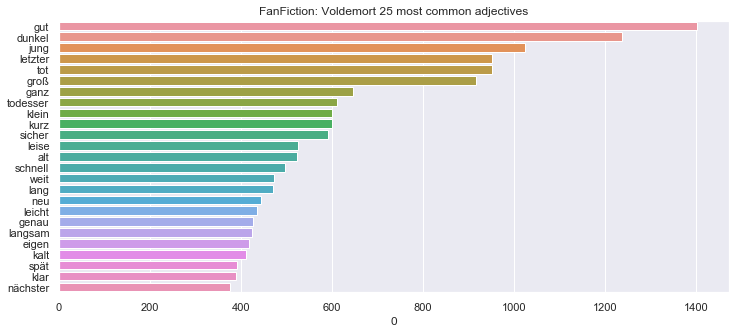 FanFiction: Voldemort 25 most common adjectives
gut
dunkel
jung
letzter
tot
groß
ganz
todesser
klein
kurz
sicher
leise
alt
schnell
weit
lang
neu
leicht
genau
langsam
eigen
kalt
spät
klar
nächster
0 200 400 600 800 1000 1200 1400
0